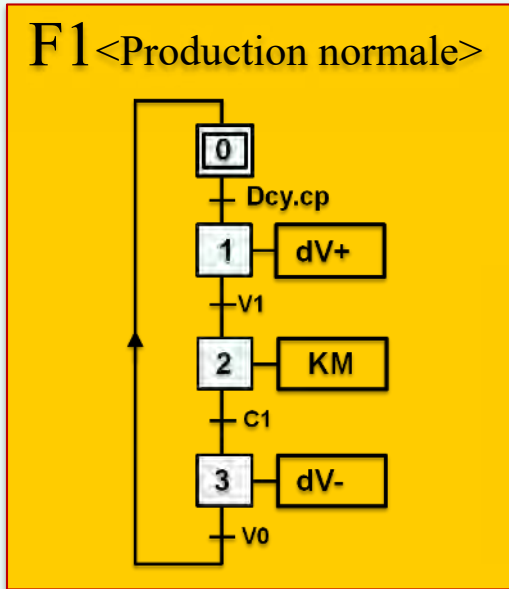 F1<Production normale>
0
Dcy.cp
1 dV+
V1
2 KM
C1
3 dV-
V0